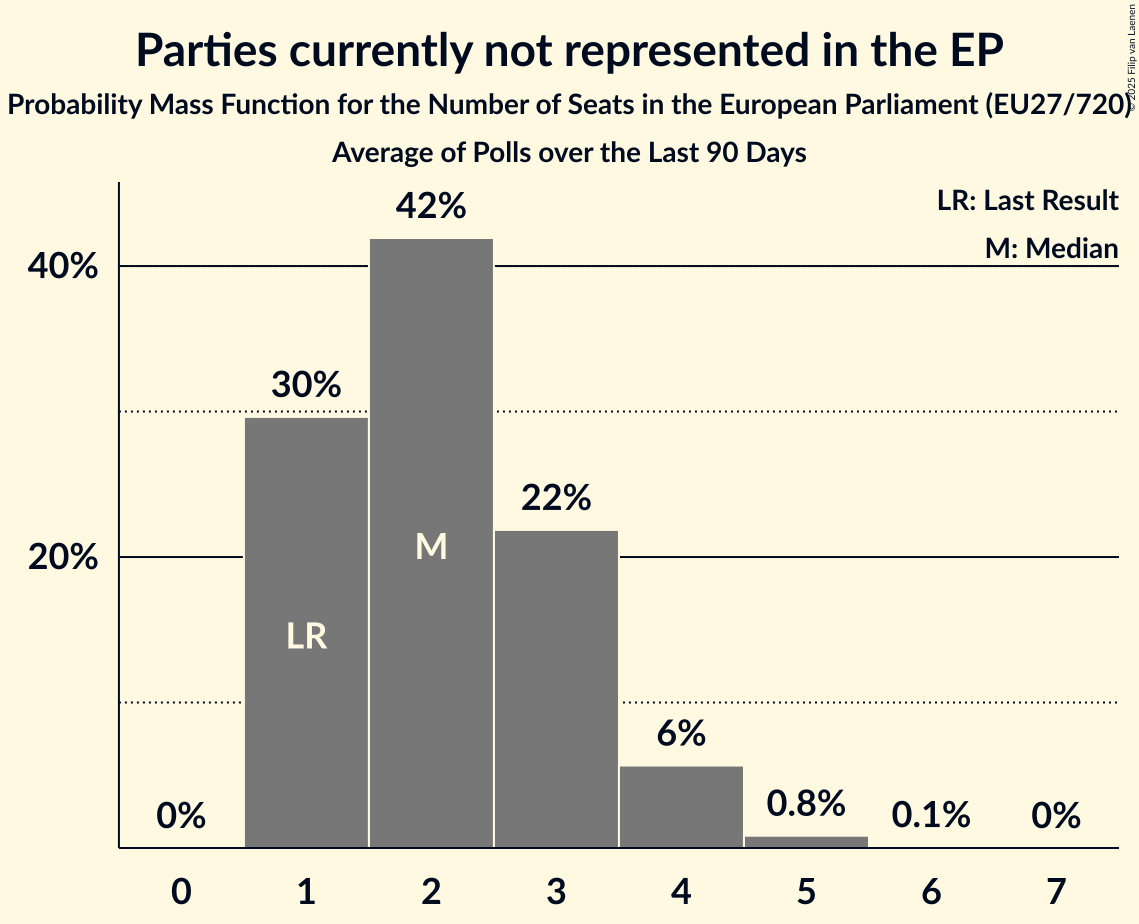 Parties currently not represented in the EP
Probability Mass Function for the Number of Seats in the European Parliament (EU27/720)
Average of Polls over the Last 90 Days
© 2025 Filip van Laenen
LR: Last Result
M: Median
40%
20%
0%
30%
42%
22%
6%
0.8%
0.1%
0%
LR
M
0 1 2 3 4 5 6 7